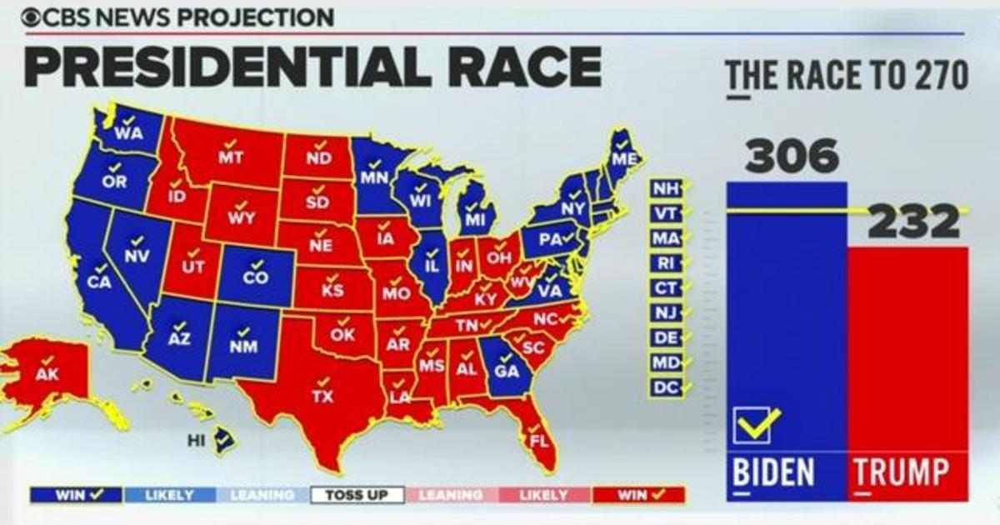 CBS NEWS PROJECTION
PRESIDENTIAL RACE
THE RACE TO 270
306
232
WA
OR
CA
NV
ID
MT
WY
UT
AZ
CO
NM
ND
SD
NE
KS
OK
TX
MN
IA
MO
AR
LA
WI
IL
MI
IN
OH
KY
TN
MS
AL
GA
FL
SC
NC
VA
WV
PA
NY
ME
AK
HI
NH
VT
MA
RI
CT
NJ
DE
MD
DC
BIDEN
TRUMP
WIN LIKELY LEANING TOSS UP LEANING LIKELY WIN